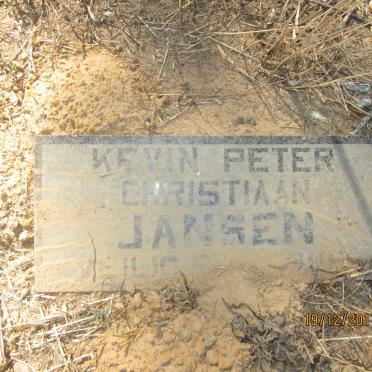 KEVIN PETER
CHRISTIAAN
JANSEN
19/12/201